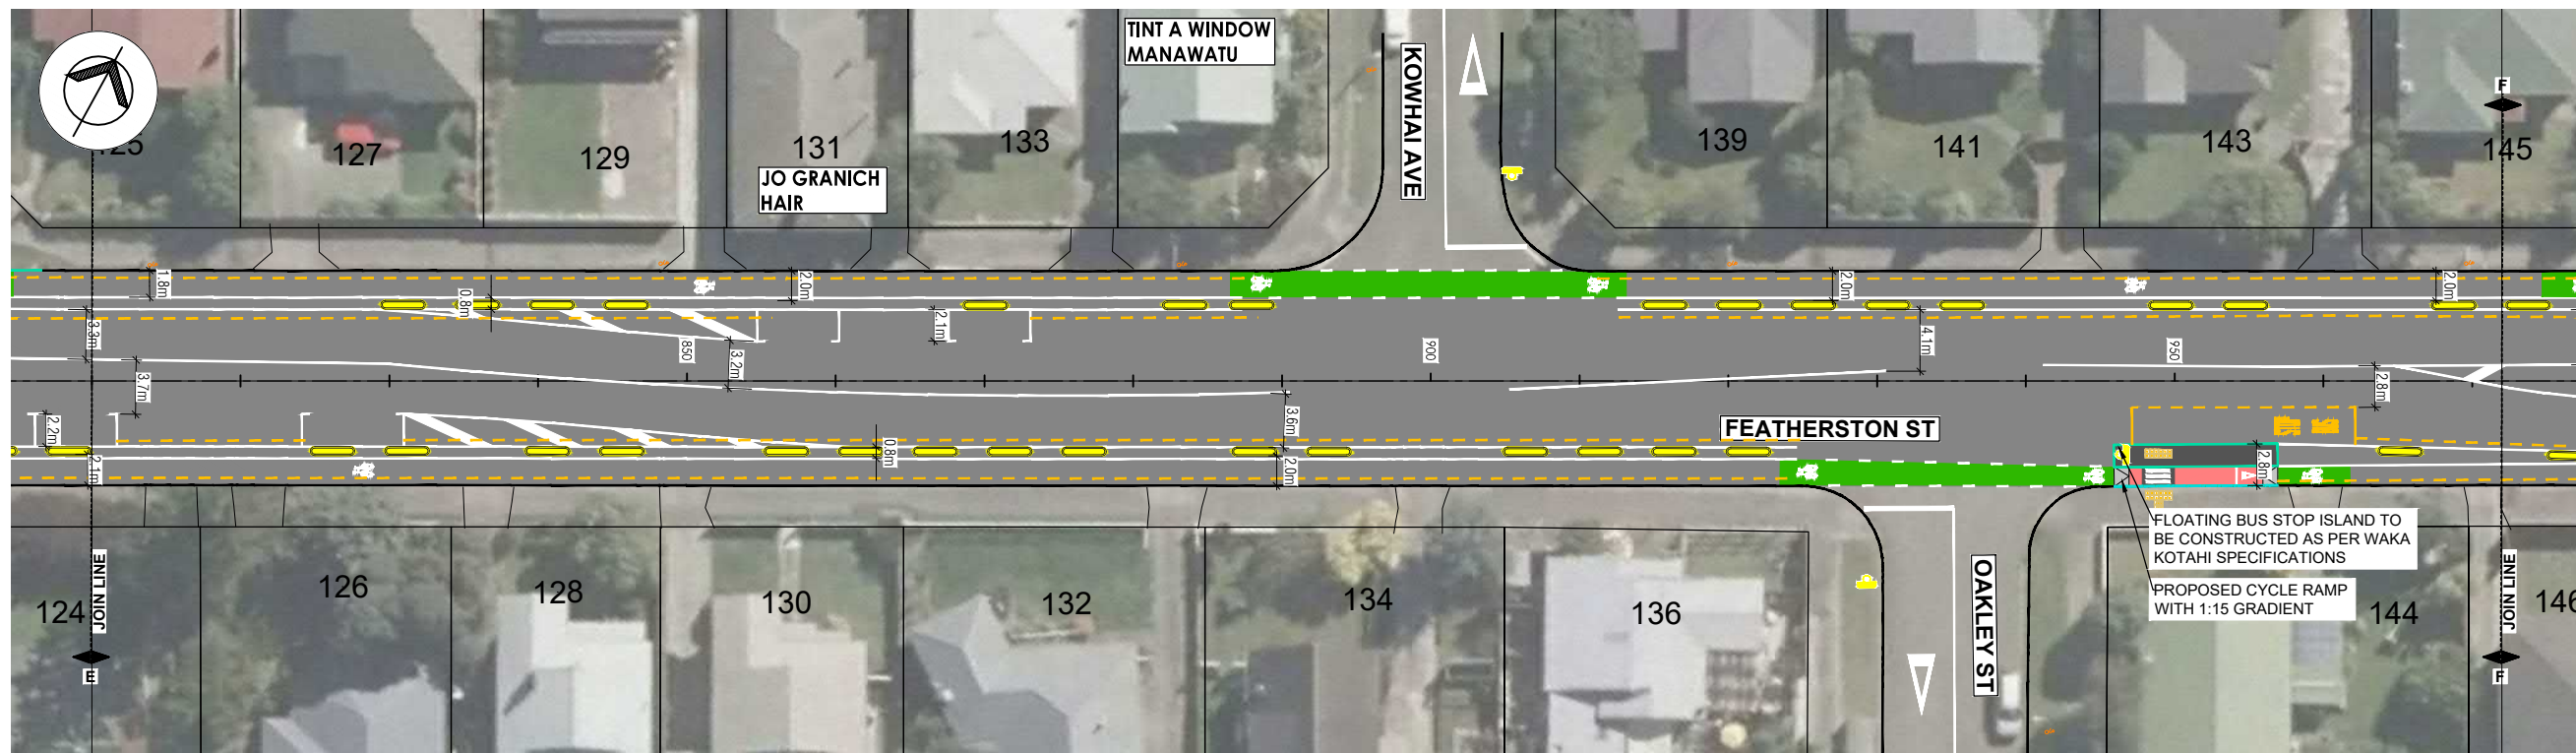 TINT A WINDOW
MANAWATU
KOWHAI AVE
F
127
129
131
133
139
141
143
145
JO GRANICH
HAIR
1.8m
0.8m
2.0m
2.1m
2.0m
2.0m
3.3m
3.7m
850
3.2m
900
4.1m
950
2.8m
2.2m
2.1m
0.8m
3.6m
2.0m
FEATHERSTON ST
2.8m
FLOATING BUS STOP ISLAND TO
BE CONSTRUCTED AS PER WAKA
KOTAHI SPECIFICATIONS
PROPOSED CYCLE RAMP
WITH 1:15 GRADIENT
124
JOIN LINE
E
126
128
130
132
134
136
OAKLEY ST
144
JOIN LINE
F
146